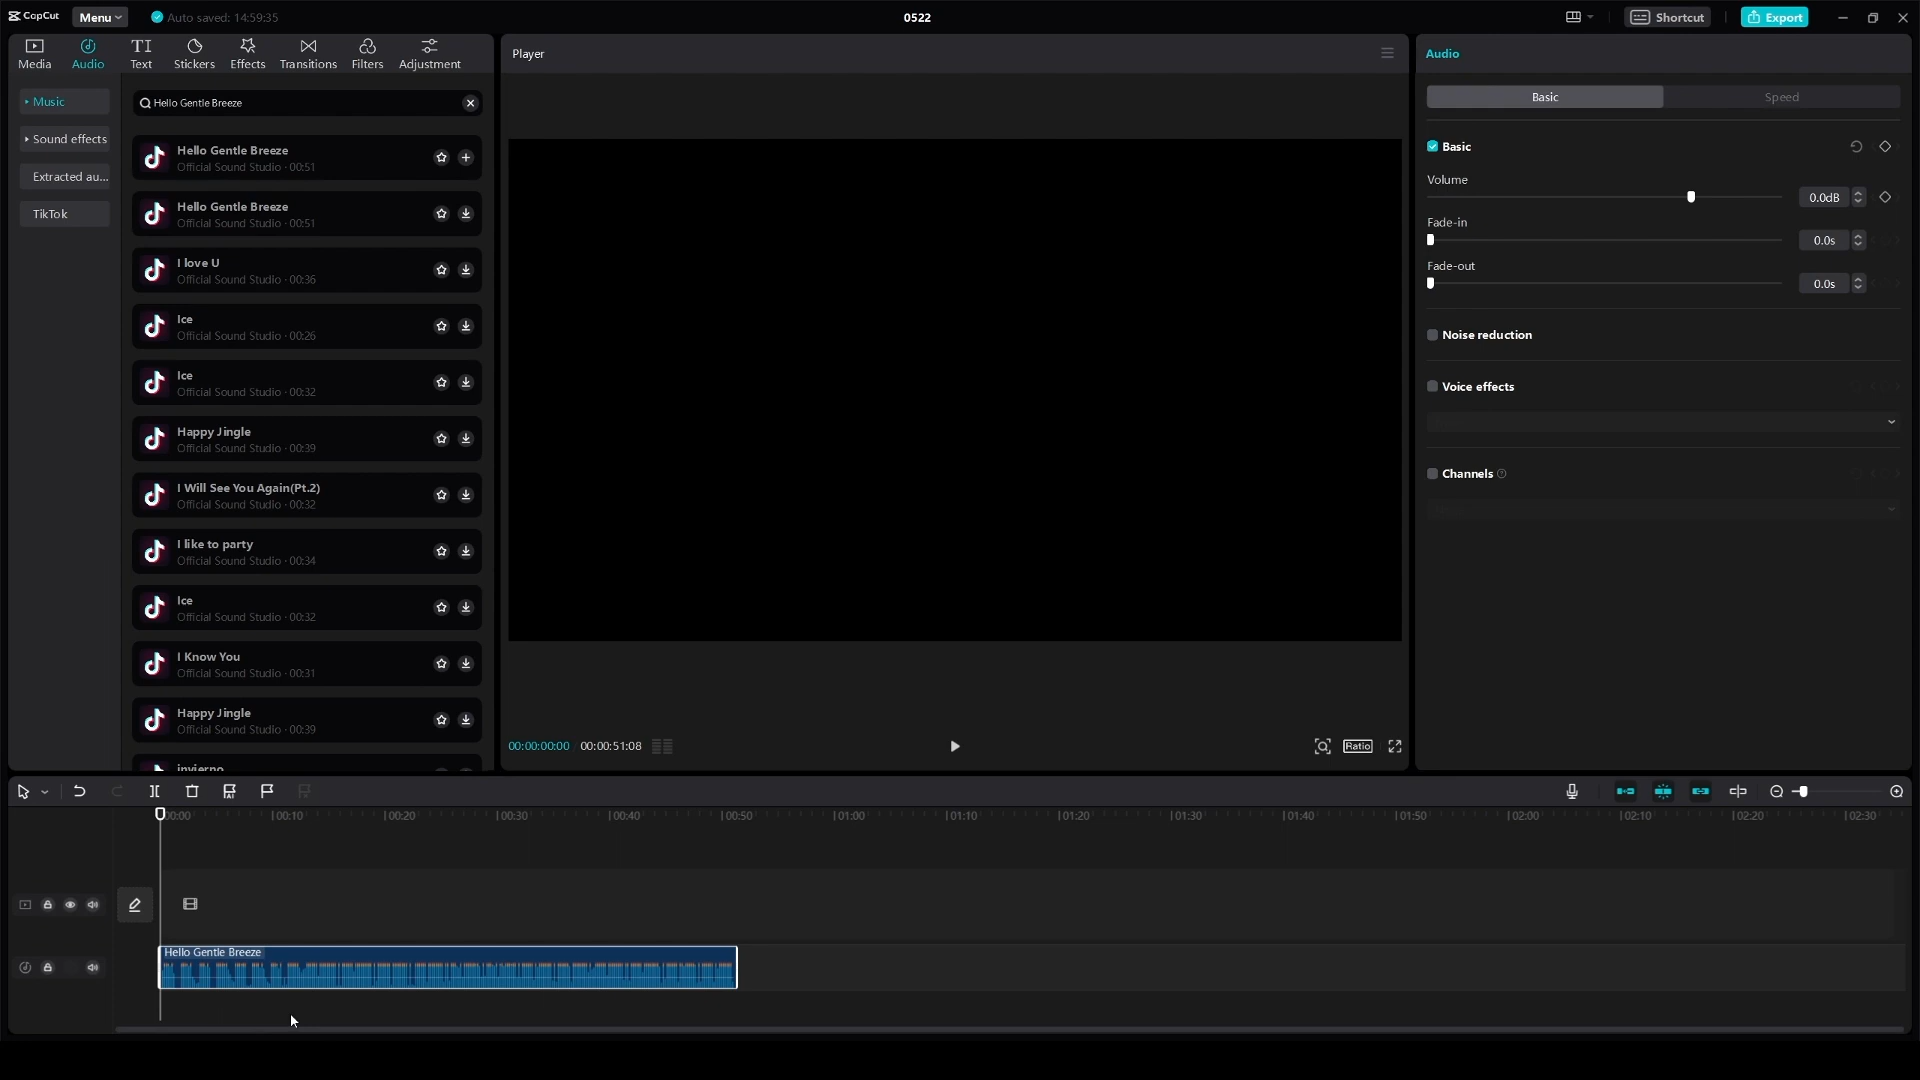 CapCut
Menu
Auto saved: 14:59:35
0522
Shortcut
Export
Media
Audio
Text
Stickers
Effects
Transitions
Filters
Adjustment
Music
Sound effects
Extracted au...
TikTok
Hello Gentle Breeze
Hello Gentle Breeze
Official Sound Studio · 00:51
Hello Gentle Breeze
Official Sound Studio · 00:51
I love U
Official Sound Studio · 00:36
Ice
Official Sound Studio · 00:26
Ice
Official Sound Studio · 00:32
Happy Jingle
Official Sound Studio · 00:39
I Will See You Again(Pt.2)
Official Sound Studio · 00:32
I like to party
Official Sound Studio · 00:34
Ice
Official Sound Studio · 00:32
I Know You
Official Sound Studio · 00:31
Happy Jingle
Official Sound Studio · 00:39
invierno
Player
00:00:00:00
00:00:51:08
Ratio
Audio
Basic
Speed
Basic
Volume
0.0dB
Fade-in
0.0s
Fade-out
0.0s
Noise reduction
Voice effects
Channels
00:00
00:10
00:20
00:30
00:40
00:50
01:00
01:10
01:20
01:30
01:40
01:50
02:00
02:10
02:20
02:30
Hello Gentle Breeze